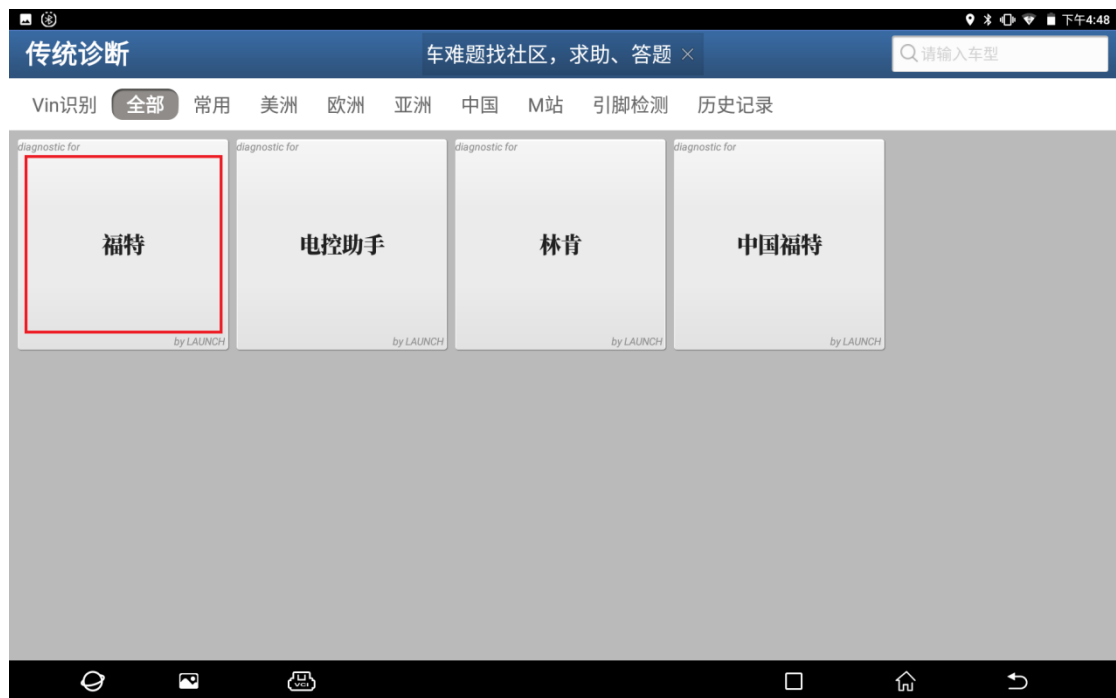 下午4:48
传统诊断
车难题找社区，求助、答题 ×
请输入车型
Vin识别 全部 常用 美洲 欧洲 亚洲 中国 M站 引脚检测 历史记录
diagnostic for
福特
by LAUNCH
diagnostic for
电控助手
by LAUNCH
diagnostic for
林肯
by LAUNCH
diagnostic for
中国福特
by LAUNCH
VCI